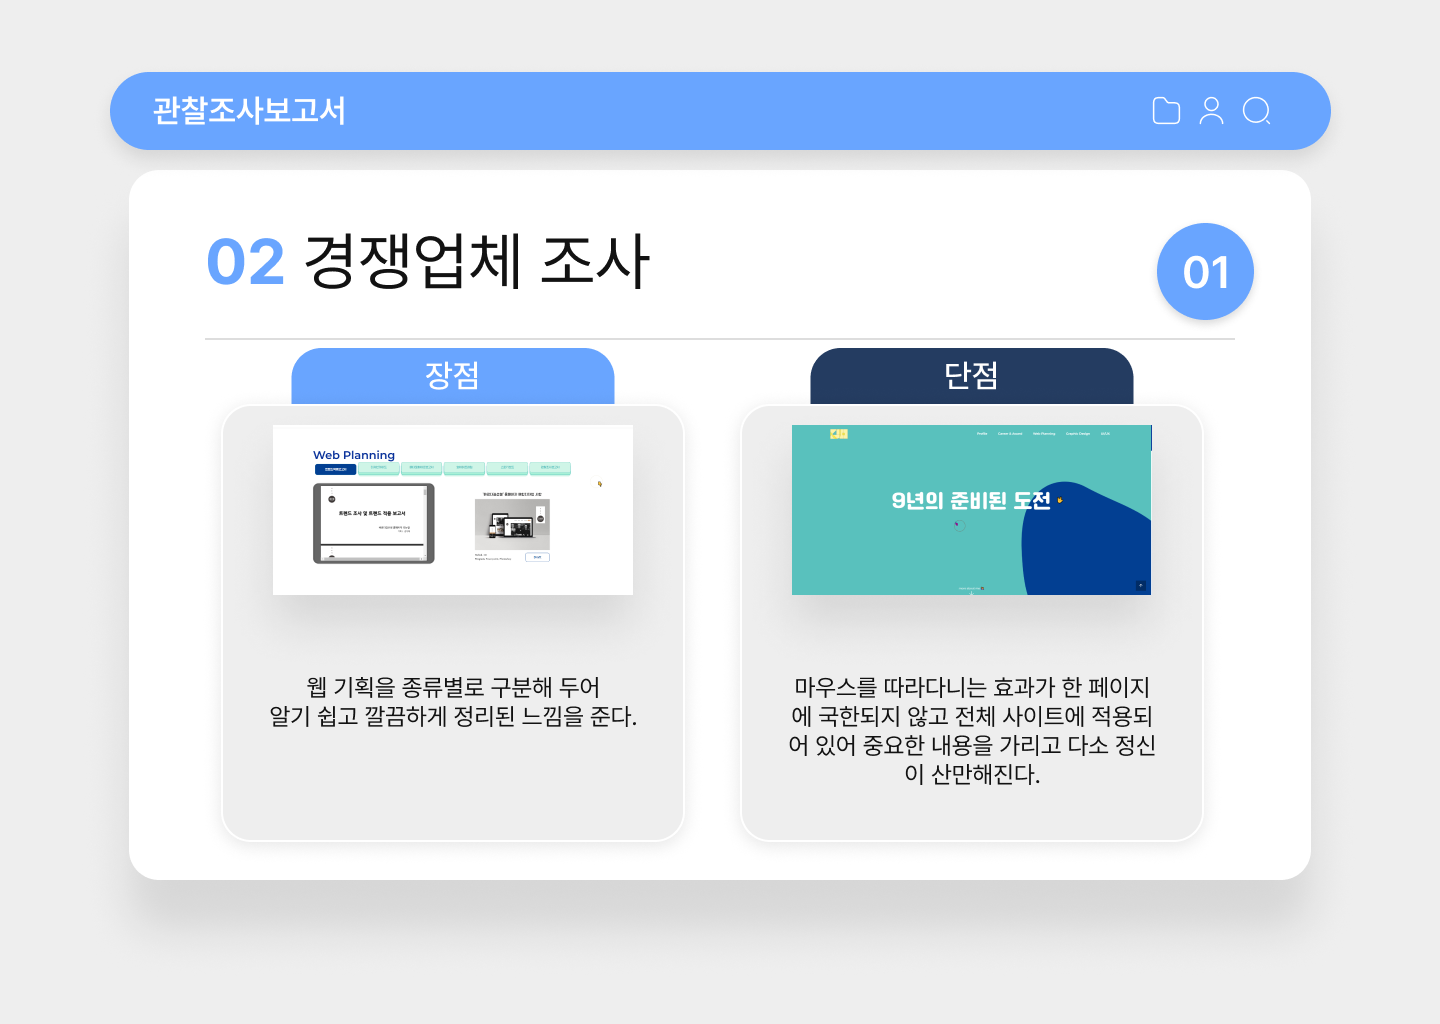 관찰조사보고서
02 경쟁업체 조사
01
장점
Web Planning
트렌드 조사 및 트렌드 적용 보고서
웹 기획을 종류별로 구분해 두어
알기 쉽고 깔끔하게 정리된 느낌을 준다.
단점
Profile
Web Planning
Graphic Design
9년의 준비된 도전
마우스를 따라다니는 효과가 한 페이지
에 국한되지 않고 전체 사이트에 적용되
어 있어 중요한 내용을 가리고 다소 정신
이 산만해진다.